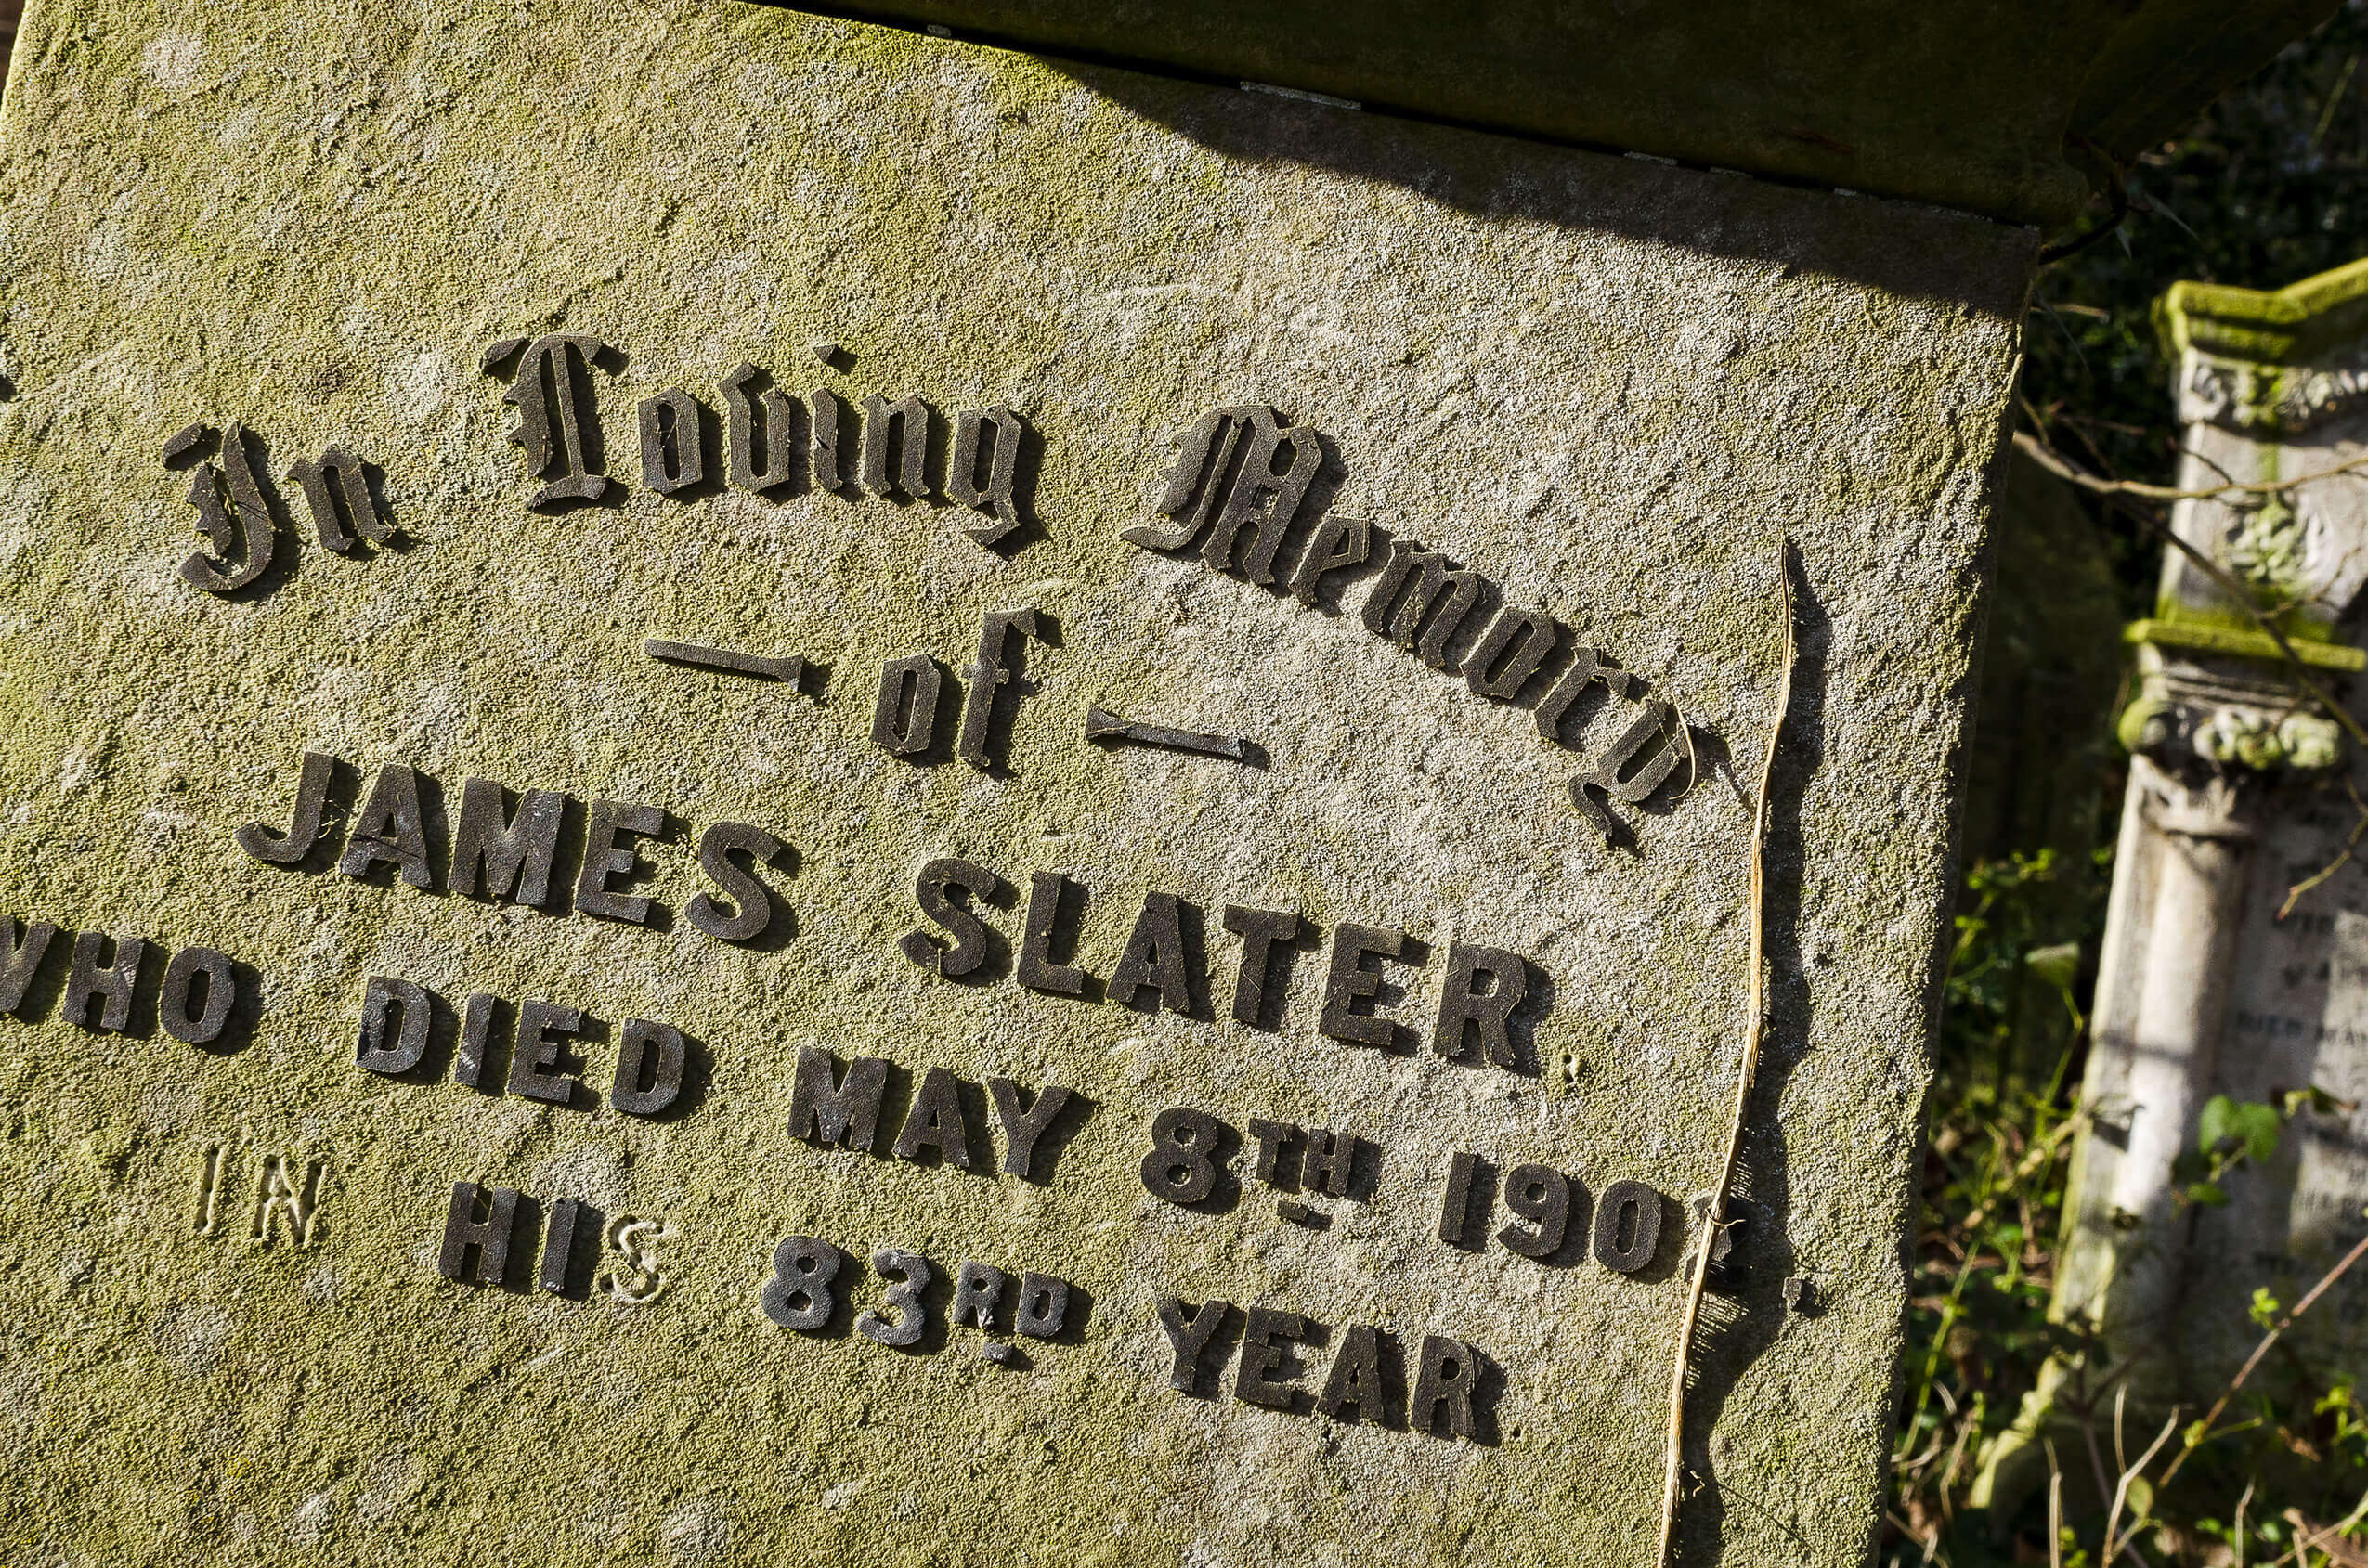 In Loving Memory
— of —
JAMES SLATER
WHO DIED MAY 8TH
IN HIS 83RD YEAR